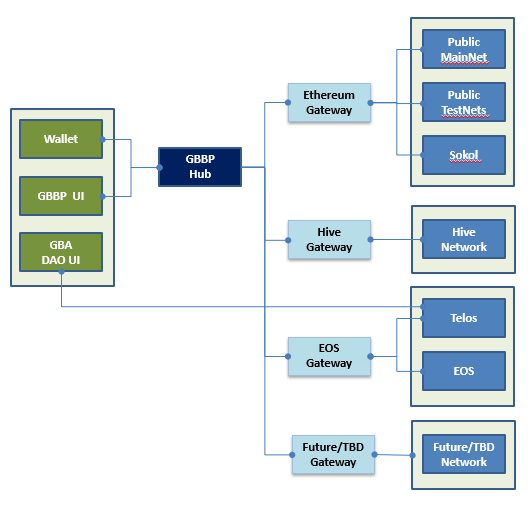 Wallet
GBBP UI
GBA
DAO UI
GBBP
Hub
Ethereum
Gateway
Hive
Gateway
EOS
Gateway
Future/TBD
Gateway
Public
MainNet
Public
TestNets
Sokol
Hive
Network
Telos
EOS
Future/TBD
Network